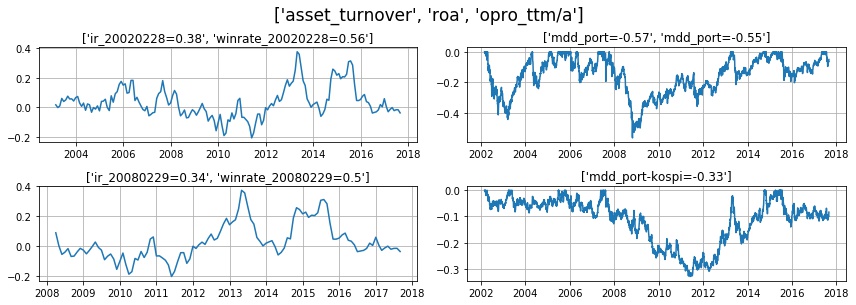 ['asset_turnover', 'roa', 'opro_ttm/a']
['ir_20020228=0.38', 'winrate_20020228=0.56']
0.4
0.2
0.0
−0.2
2004 2006 2008 2010 2012 2014 2016 2018
['mdd_port=-0.57', 'mdd_port=-0.55']
0.0
−0.2
−0.4
2002 2004 2006 2008 2010 2012 2014 2016 2018
['ir_20080229=0.34', 'winrate_20080229=0.5']
0.4
0.2
0.0
−0.2
2008 2009 2010 2011 2012 2013 2014 2015 2016 2017 2018
['mdd_port-kospi=-0.33']
0.0
−0.1
−0.2
−0.3
2002 2004 2006 2008 2010 2012 2014 2016 2018